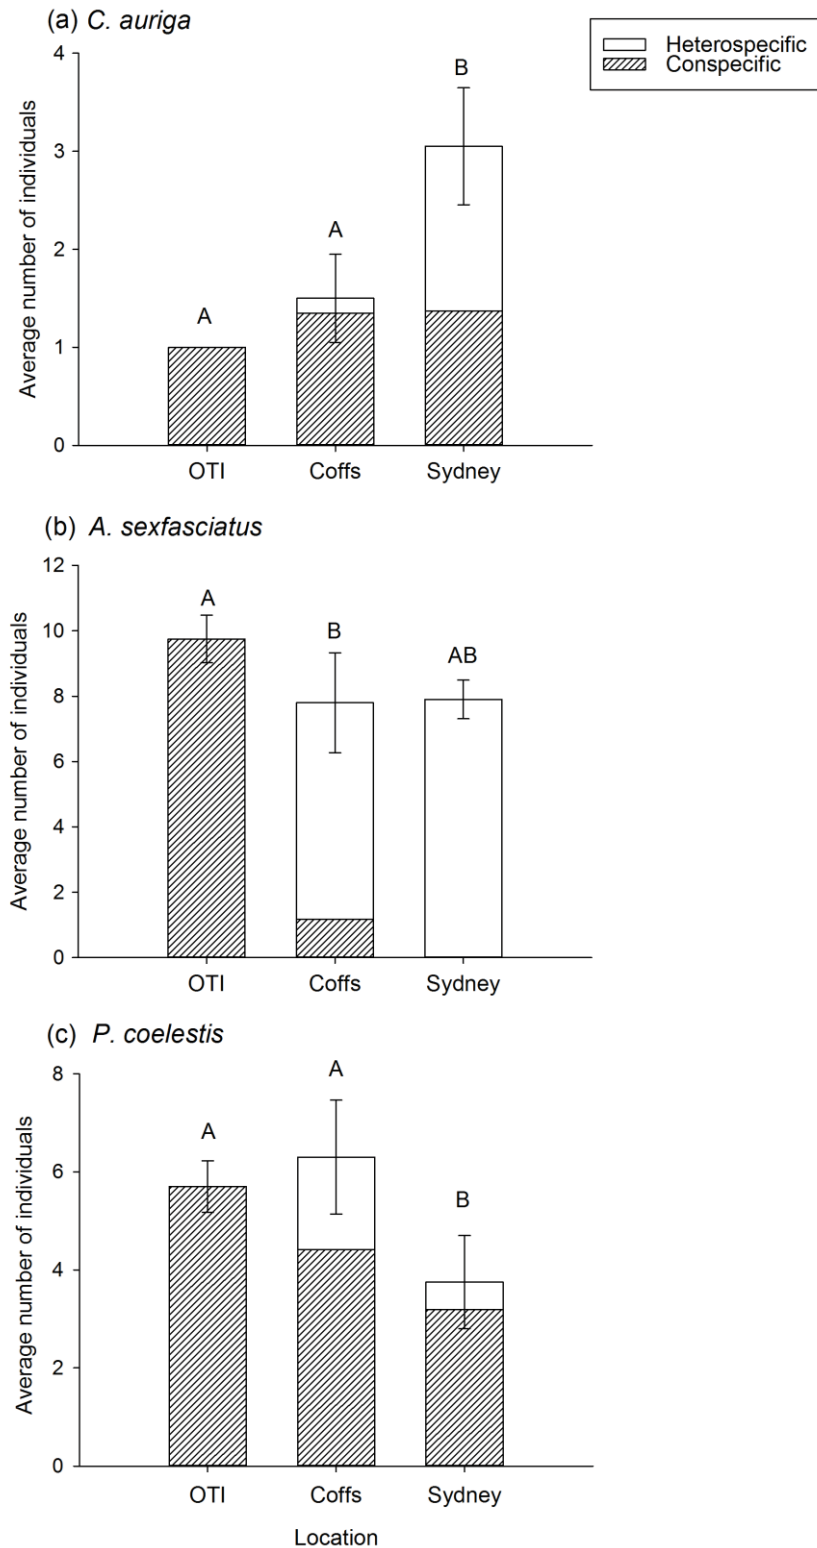 (a) C. auriga
Heterospecific
Conspecific
Average number of individuals
4
3
2
1
0
A
A
B
OTI Coffs Sydney
(b) A. sexfasciatus
Average number of individuals
12
10
8
6
4
2
0
A
B
AB
OTI Coffs Sydney
(c) P. coelestis
Average number of individuals
8
6
4
2
0
A
A
B
OTI Coffs Sydney
Location